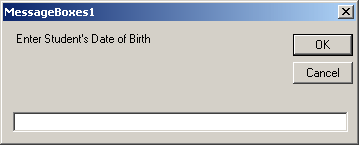 MessageBoxes1
Enter Student's Date of Birth
OK
Cancel